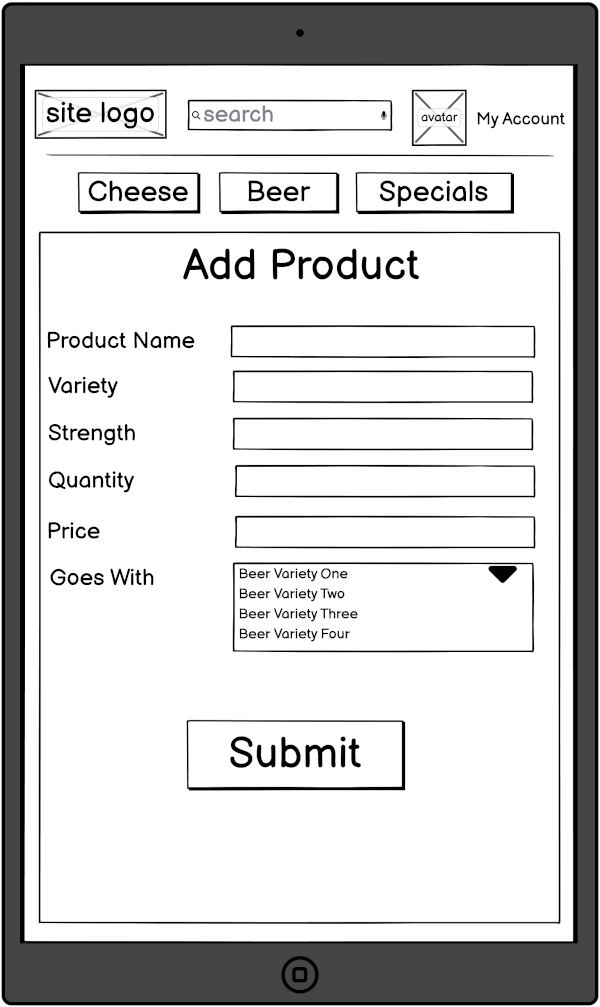 site logo
search
avatar
My Account
Cheese
Beer
Specials
Add Product
Product Name
Variety
Strength
Quantity
Price
Goes With
Beer Variety One
Beer Variety Two
Beer Variety Three
Beer Variety Four
Submit